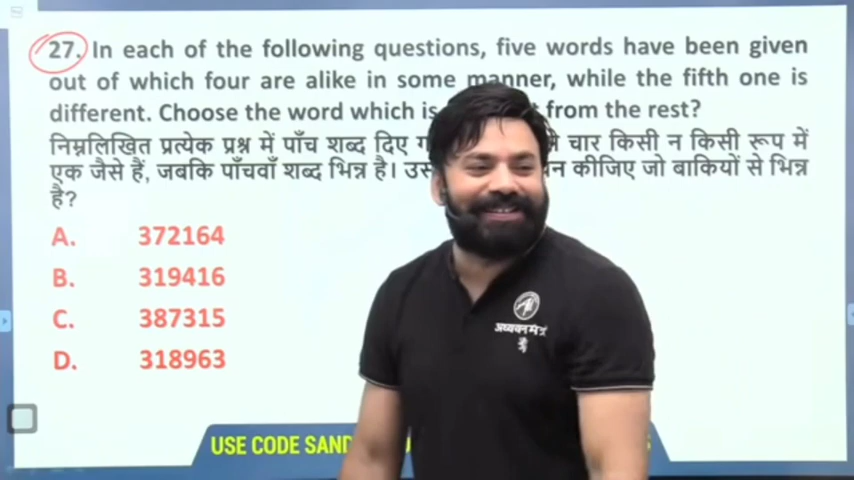 27. In each of the following questions, five words have been given
out of which four are alike in some manner, while the fifth one is
different. Choose the word which is from the rest?
निम्नलिखित प्रत्येक प्रश्न में पाँच शब्द दिए चार किसी न किसी रूप में
एक जैसे हैं, जबकि पाँचवाँ शब्द भिन्न है। कीजिए जो बाकियों से भिन्न
है?
A. 372164
B. 319416
C. 387315
D. 318963
अध्ययन मंत्र
USE CODE SAND